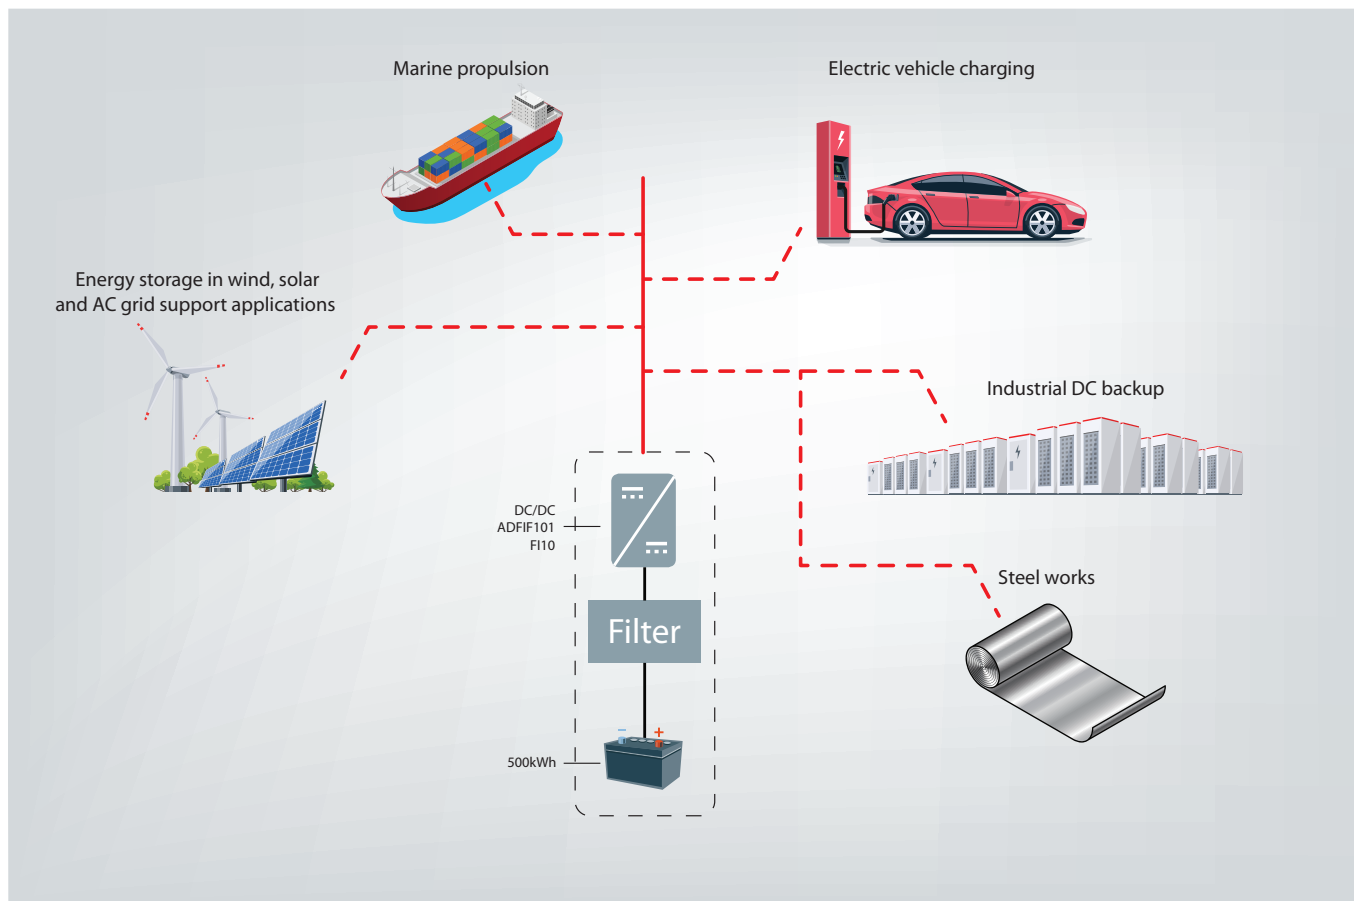 Marine propulsion
Electric vehicle charging
Energy storage in wind, solar
and AC grid support applications
Industrial DC backup
DC/DC
ADFIF101
FI10
Steel works
Filter
– +
500kWh